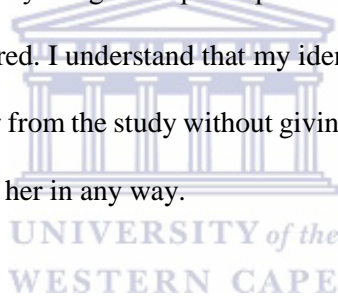 red. I understand that my iden
from the study without givin
her in any way.
UNIVERSITY of the
WESTERN CAPE